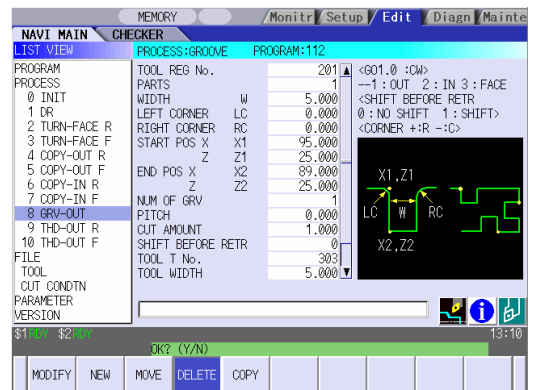 MEMORY Monitr Setup Edit Diagn Mainte
NAVI MAIN CHECKER
LIST VIEW PROCESS:GROOVE PROGRAM:112
PROGRAM
PROCESS
0 INIT
1 DR
2 TURN-FACE R
3 TURN-FACE F
4 COPY-OUT R
5 COPY-OUT F
6 COPY-IN R
7 COPY-IN F
8 GRV-OUT
9 THD-OUT R
10 THD-OUT F
FILE
TOOL
CUT CONDTN
PARAMETER
VERSION
TOOL REG No. 201
PARTS 1
WIDTH W 5.000
LEFT CORNER LC 0.000
RIGHT CORNER RC 0.000
START POS X X1 95.000
Z Z1 25.000
END POS X X2 89.000
Z Z2 25.000
NUM OF GRV 1
PITCH 0.000
CUT AMOUNT 1.000
SHIFT BEFORE RETR 0
TOOL T No. 303
TOOL WIDTH 5.000
<G01.0 :CW>
--1:OUT 2:IN 3:FACE
<SHIFT BEFORE RETR
0:NO SHIFT 1:SHIFT>
<CORNER +:R -:C>
X1,Z1
LC W RC
X2,Z2
$1RDY $2RDY 13:10
OK? (Y/N)
MODIFY NEW MOVE DELETE COPY